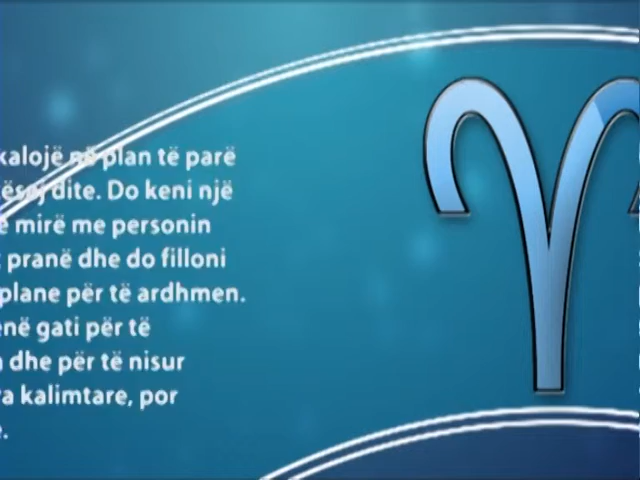 kalojë në plan të parë
dite. Do keni një
mirë me personin
pranë dhe do filloni
plane për të ardhmen.
gati për të
dhe për të nisur
kalimtare, por